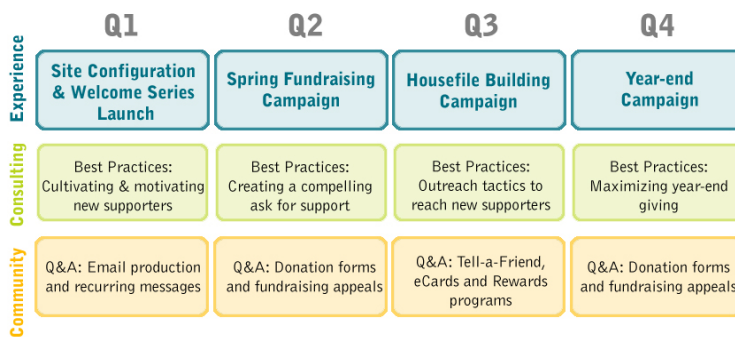 Q1 Q2 Q3 Q4
Experience
Site Configuration
& Welcome Series
Launch
Spring Fundraising
Campaign
Housefile Building
Campaign
Year-end
Campaign
Consulting
Best Practices:
Cultivating & motivating
new supporters
Best Practices:
Creating a compelling
ask for support
Best Practices:
Outreach tactics to
reach new supporters
Best Practices:
Maximizing year-end
giving
Community
Q&A: Email production
and recurring messages
Q&A: Donation forms
and fundraising appeals
Q&A: Tell-a-Friend,
eCards and Rewards
programs
Q&A: Donation forms
and fundraising appeals